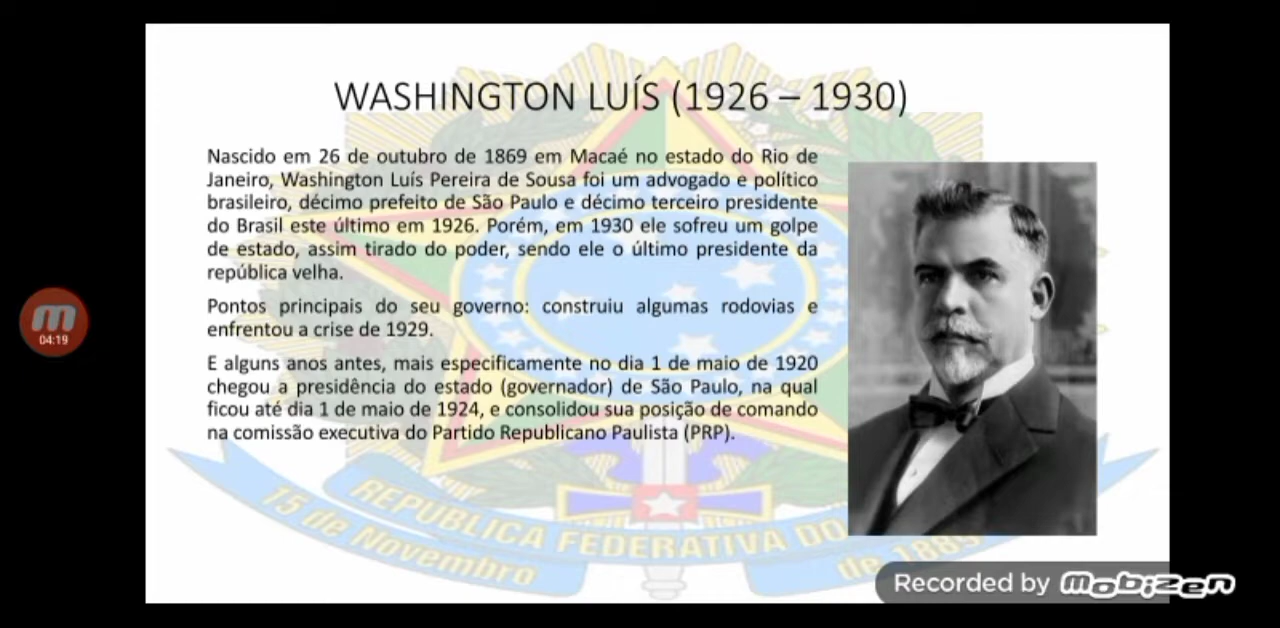 WASHINGTON LUÍS (1926 – 1930)
Nascido em 26 de outubro de 1869 em Macaé no estado do Rio de
Janeiro, Washington Luís Pereira de Sousa foi um advogado e político
brasileiro, décimo prefeito de São Paulo e décimo terceiro presidente
do Brasil este último em 1926. Porém, em 1930 ele sofreu um golpe
de estado, assim tirado do poder, sendo ele o último presidente da
república velha.
Pontos principais do seu governo: construiu algumas rodovias e
enfrentou a crise de 1929.
E alguns anos antes, mais especificamente no dia 1 de maio de 1920
chegou a presidência do estado (governador) de São Paulo, na qual
ficou até dia 1 de maio de 1924, e consolidou sua posição de comando
na comissão executiva do Partido Republicano Paulista (PRP).
REPUBLICA FEDERATIVA DO
15 de Novembro
de 1889
04:19
Recorded by mobizen